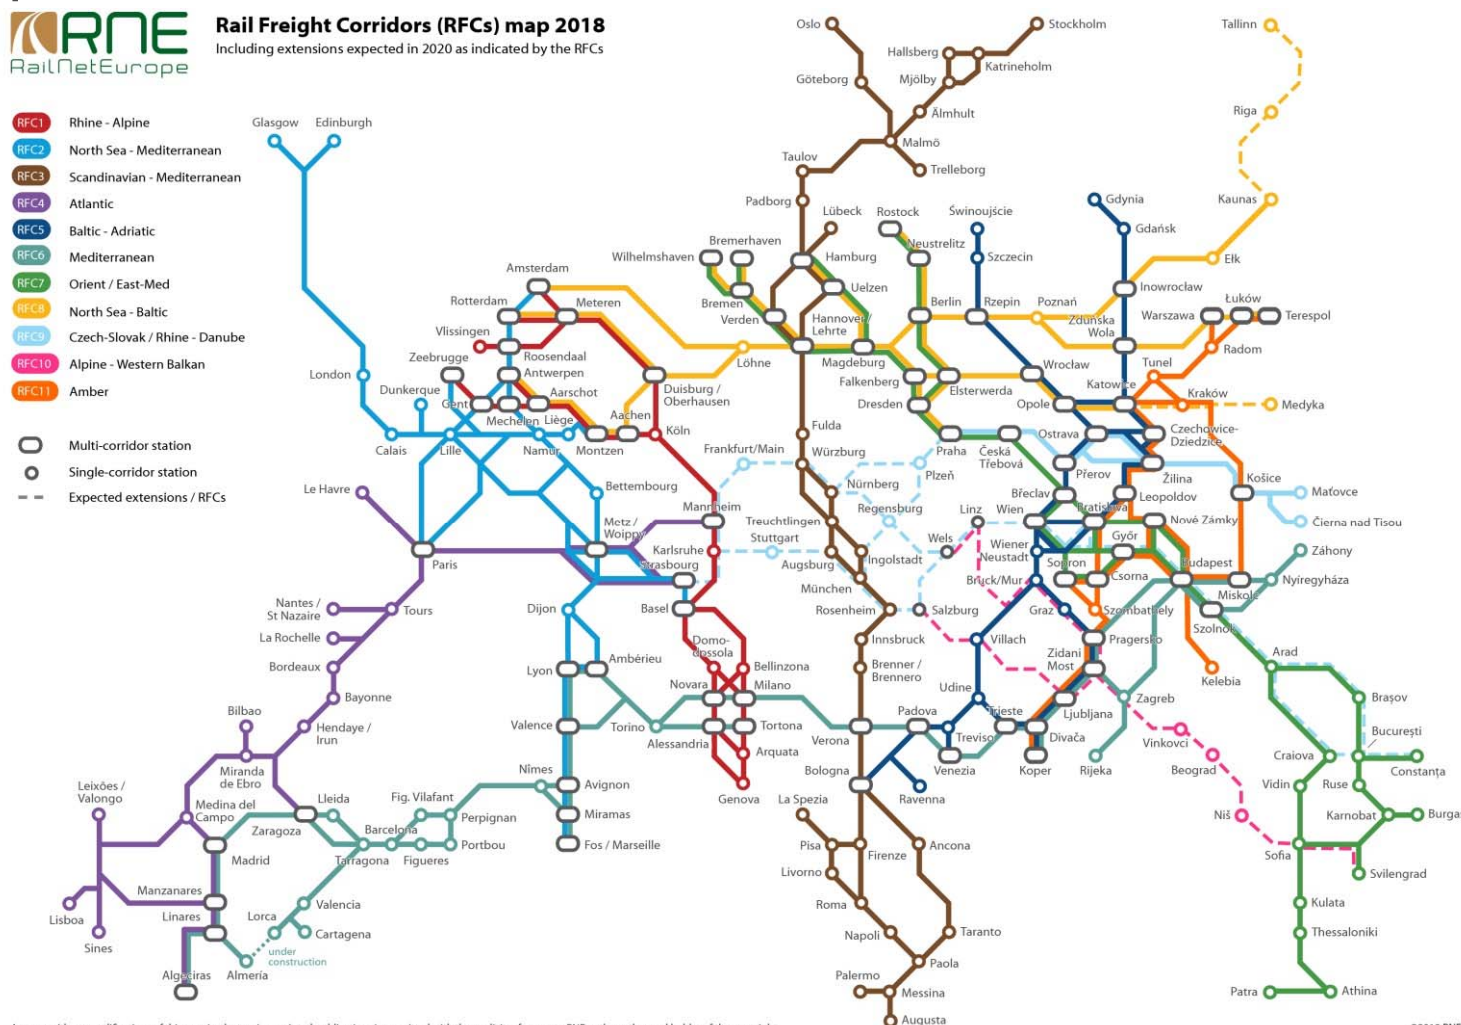 RNE
RailNetEurope
Rail Freight Corridors (RFCs) map 2018
Including extensions expected in 2020 as indicated by the RFCs
RFC1 Rhine - Alpine
RFC2 North Sea - Mediterranean
RFC3 Scandinavian - Mediterranean
RFC4 Atlantic
RFC5 Baltic - Adriatic
RFC6 Mediterranean
RFC7 Orient / East-Med
RFC8 North Sea - Baltic
RFC9 Czech-Slovak / Rhine - Danube
RFC10 Alpine - Western Balkan
RFC11 Amber
Multi-corridor station
Single-corridor station
Expected extensions / RFCs
Oslo
Stockholm
Tallinn
Hallsberg
Katrineholm
Göteborg
Mjölby
Älmhult
Riga
Glasgow
Edinburgh
Malmö
Taulov
Trelleborg
Padborg
Lübeck
Rostock
Świnoujście
Gdynia
Kaunas
Gdańsk
Bremerhaven
Wilhelmshaven
Hamburg
Neustrelitz
Szczecin
Ełk
Amsterdam
Uelzen
Inowrocław
Rotterdam
Meteren
Bremen
Verden
Hannover/
Lehrte
Berlin
Rzepin
Poznań
Zduńska
Wola
Warszawa
Łuków
Terespol
Vlissingen
Roosendaal
Löhne
Magdeburg
Radom
Zeebrugge
London
Antwerpen
Duisburg /
Oberhausen
Falkenberg
Elsterwerda
Wrocław
Tunel
Katowice
Dunkerque
Gent
Aarschot
Aachen
Mechelen
Liège
Dresden
Opole
Kraków
Medyka
Calais
Lille
Namur
Montzen
Köln
Fulda
Praha
Česká
Třebová
Ostrava
Czechowice-
Dziedzice
Frankfurt/Main
Würzburg
Plzeň
Přerov
Žilina
Košice
Maťovce
Le Havre
Bettembourg
Mannheim
Nürnberg
Regensburg
Břeclav
Leopoldov
Čierna nad Tisou
Metz /
Woippy
Treuchtlingen
Stuttgart
Linz
Wien
Bratislava
Nové Zámky
Paris
Karlsruhe
Strasbourg
Augsburg
Ingolstadt
Wels
Wiener
Neustadt
Győr
Záhony
Sopron
Csorna
Budapest
Miskolc
Nyíregyháza
München
Bruck/Mur
Nantes /
St Nazaire
Tours
Dijon
Basel
Rosenheim
Salzburg
Graz
Szombathely
Szolnok
La Rochelle
Domo-
dossola
Innsbruck
Villach
Pragersko
Zidani
Most
Arad
Bordeaux
Lyon
Ambérieu
Bellinzona
Brenner /
Brennero
Kelebia
Bayonne
Novara
Milano
Udine
Ljubljana
Zagreb
Brașov
Bilbao
Hendaye /
Irun
Valence
Torino
Alessandria
Tortona
Verona
Padova
Treviso
Trieste
Divača
Vinkovci
București
Miranda
de Ebro
Arquata
Venezia
Koper
Rijeka
Beograd
Craiova
Constanța
Leixões /
Valongo
Nîmes
Avignon
Genova
Bologna
Ravenna
Vidin
Ruse
Medina del
Campo
Lleida
Fig. Vilafant
Zaragoza
Barcelona
Perpignan
Miramas
La Spezia
Niš
Karnobat
Burgas
Madrid
Tarragona
Figueres
Portbou
Fos / Marseille
Pisa
Firenze
Ancona
Sofia
Svilengrad
Livorno
Manzanares
Lisboa
Linares
Lorca
Valencia
Roma
Kulata
Sines
Cartagena
Napoli
Taranto
Thessaloniki
under
construction
Algeciras
Almería
Palermo
Paola
Messina
Patra
Athina
Augusta